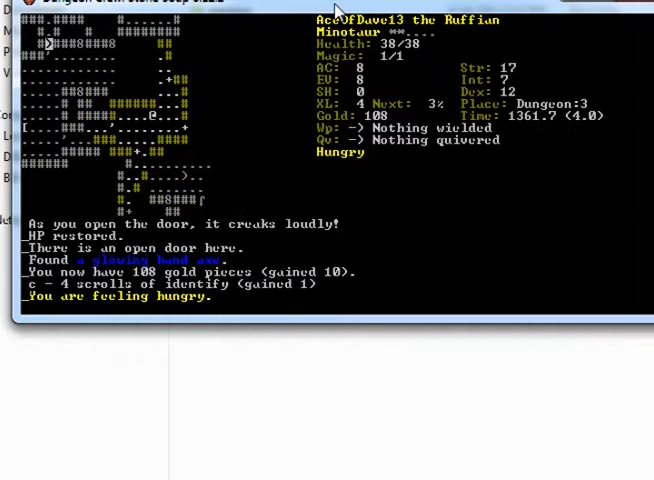 AceOfDave13 the Ruffian
Minotaur **....
Health: 38/38
Magic: 1/1
AC: 8 Str: 17
EV: 8 Int: 7
SH: 0 Dex: 12
XL: 4 Next: 3% Place: Dungeon:3
Gold: 108 Time: 1361.7 (4.0)
Wp: -) Nothing wielded
Qv: -) Nothing quivered
Hungry
As you open the door, it creaks loudly!
_HP restored.
_There is an open door here.
Found a glowing hand axe.
_You now have 108 gold pieces (gained 10).
c - 4 scrolls of identify (gained 1)
_You are feeling hungry.